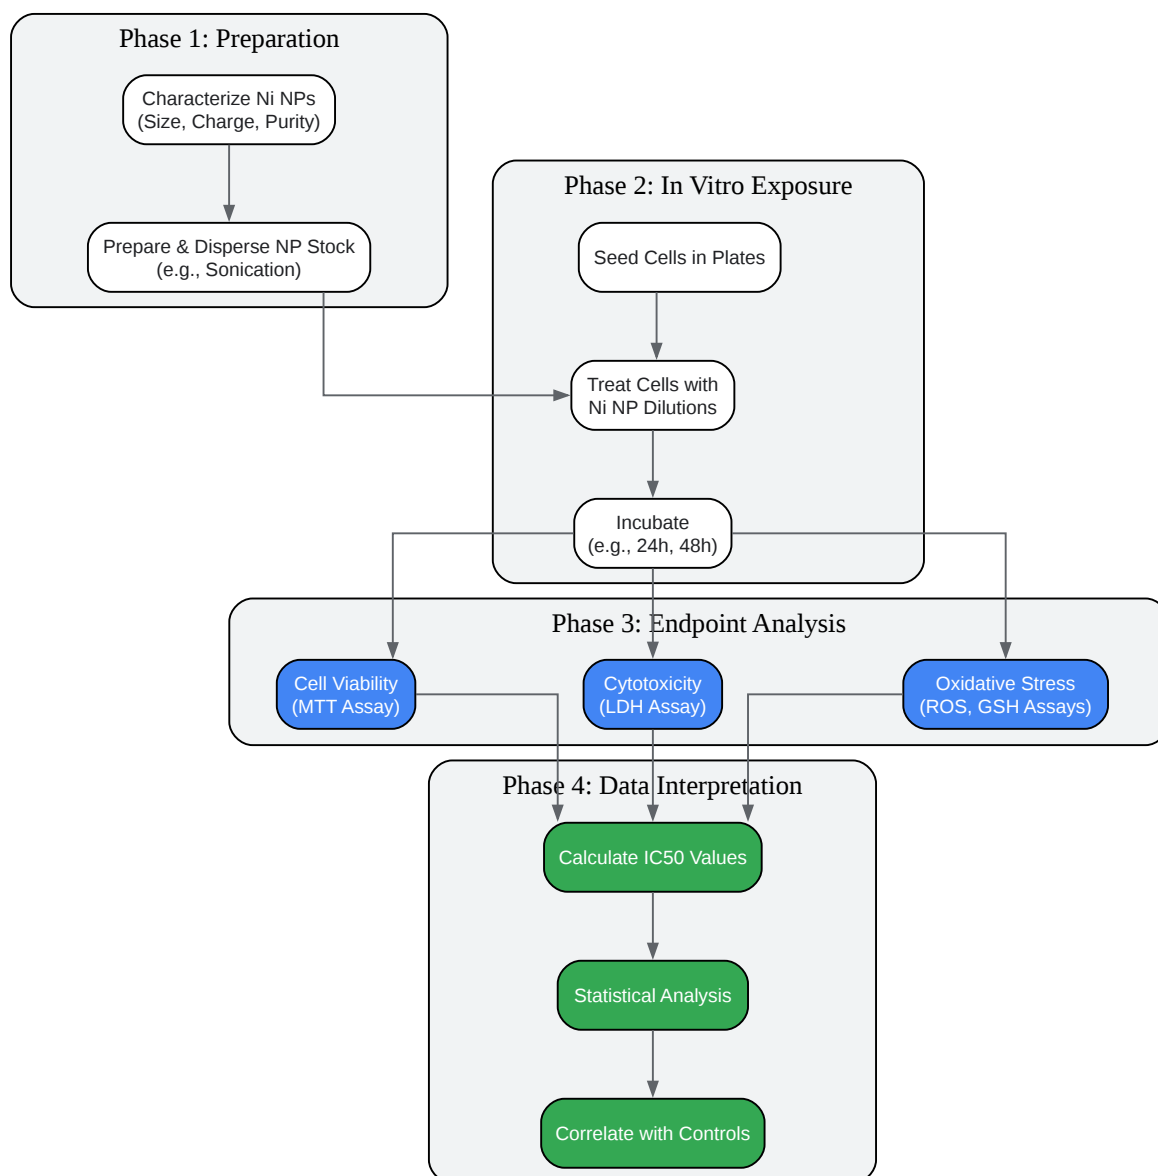 Phase 1: Preparation
Characterize Ni NPs
(Size, Charge, Purity)
Prepare & Disperse NP Stock
(e.g., Sonication)
Phase 2: In Vitro Exposure
Seed Cells in Plates
Treat Cells with
Ni NP Dilutions
Incubate
(e.g., 24h, 48h)
Phase 3: Endpoint Analysis
Cell Viability
(MTT Assay)
Cytotoxicity
(LDH Assay)
Oxidative Stress
(ROS, GSH Assays)
Phase 4: Data Interpretation
Calculate IC50 Values
Statistical Analysis
Correlate with Controls